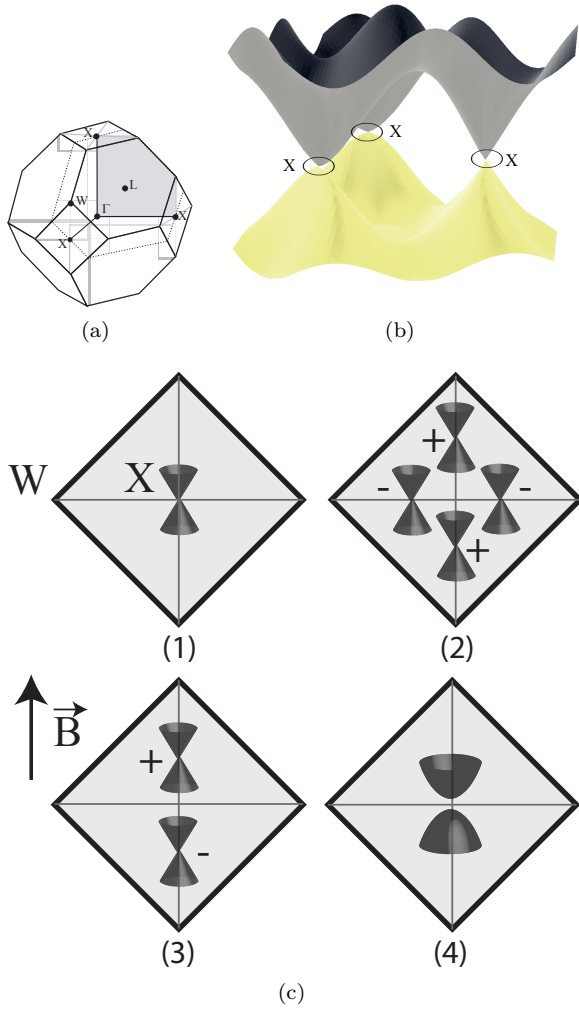 X
W
L
Γ
X
X
(a)
X
X
X
(b)
W
X
(1)
+
-
-
+
(2)
B
+
-
(3)
(4)
(c)